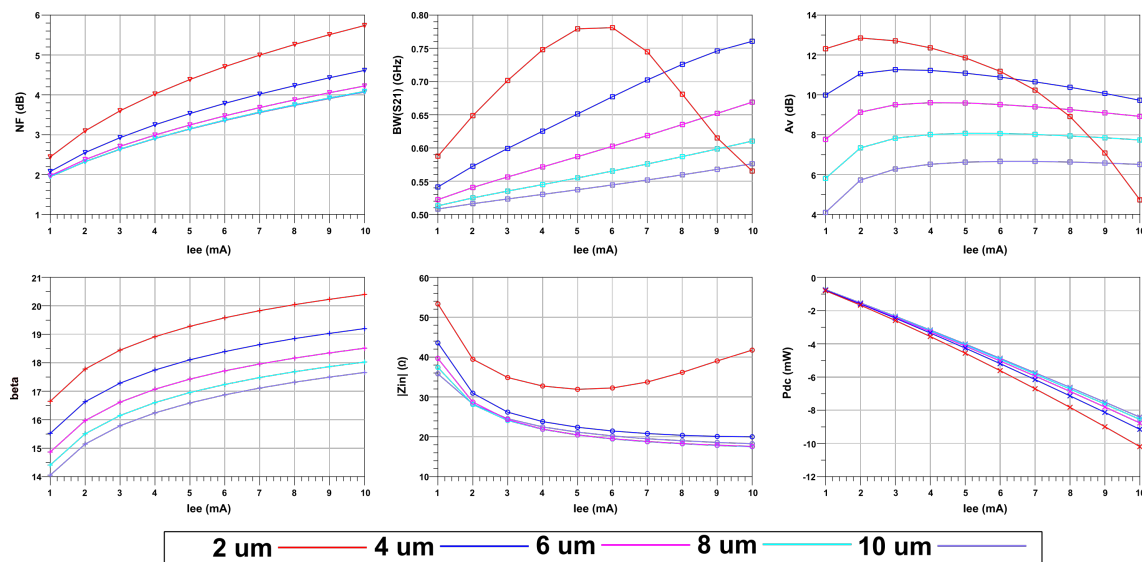 6
5
4
3
2
1
NF (dB)
1 2 3 4 5 6 7 8 9 10
Iee (mA)
0.80
0.75
0.70
0.65
0.60
0.55
0.50
BW(S21) (GHz)
1 2 3 4 5 6 7 8 9 10
Iee (mA)
14
12
10
8
6
4
Av (dB)
1 2 3 4 5 6 7 8 9 10
Iee (mA)
21
20
19
18
17
16
15
14
beta
1 2 3 4 5 6 7 8 9 10
Iee (mA)
60
50
40
30
20
10
|Zin| (Ω)
1 2 3 4 5 6 7 8 9 10
Iee (mA)
0
-2
-4
-6
-8
-10
-12
Pdc (mW)
1 2 3 4 5 6 7 8 9 10
Iee (mA)
2 um 4 um 6 um 8 um 10 um